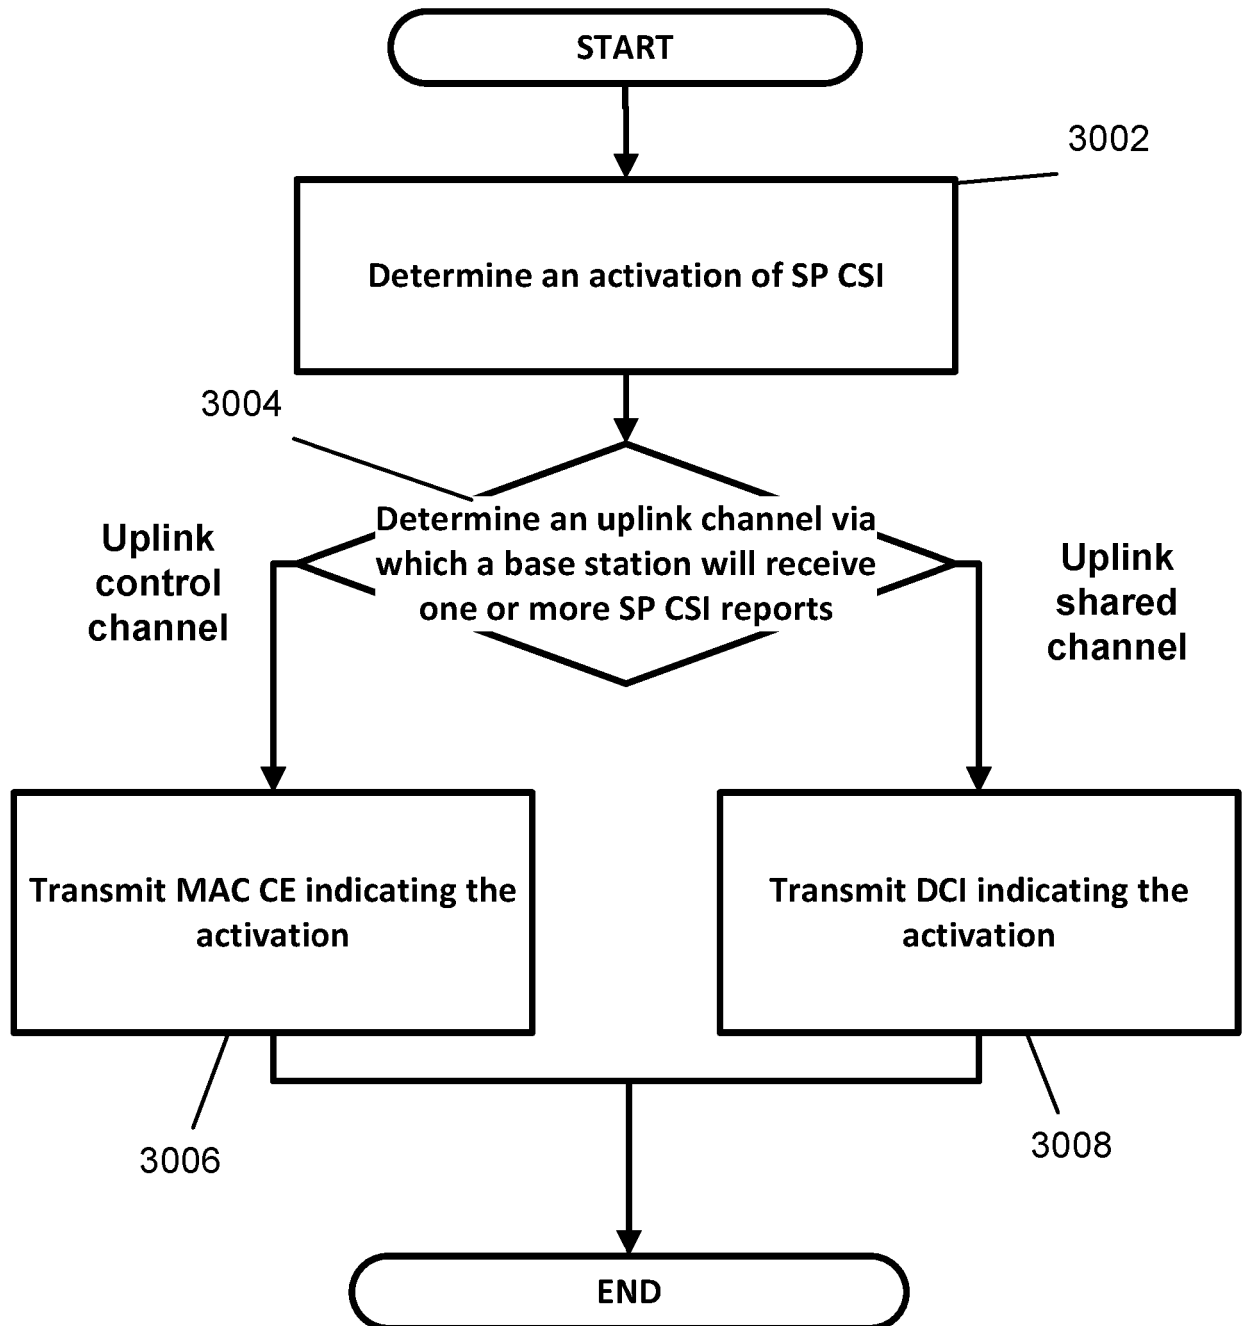 START
3002
Determine an activation of SP CSI
3004
Determine an uplink channel via
which a base station will receive
one or more SP CSI reports
Uplink
control
channel
Uplink
shared
channel
Transmit MAC CE indicating the
activation
Transmit DCI indicating the
activation
3006
3008
END